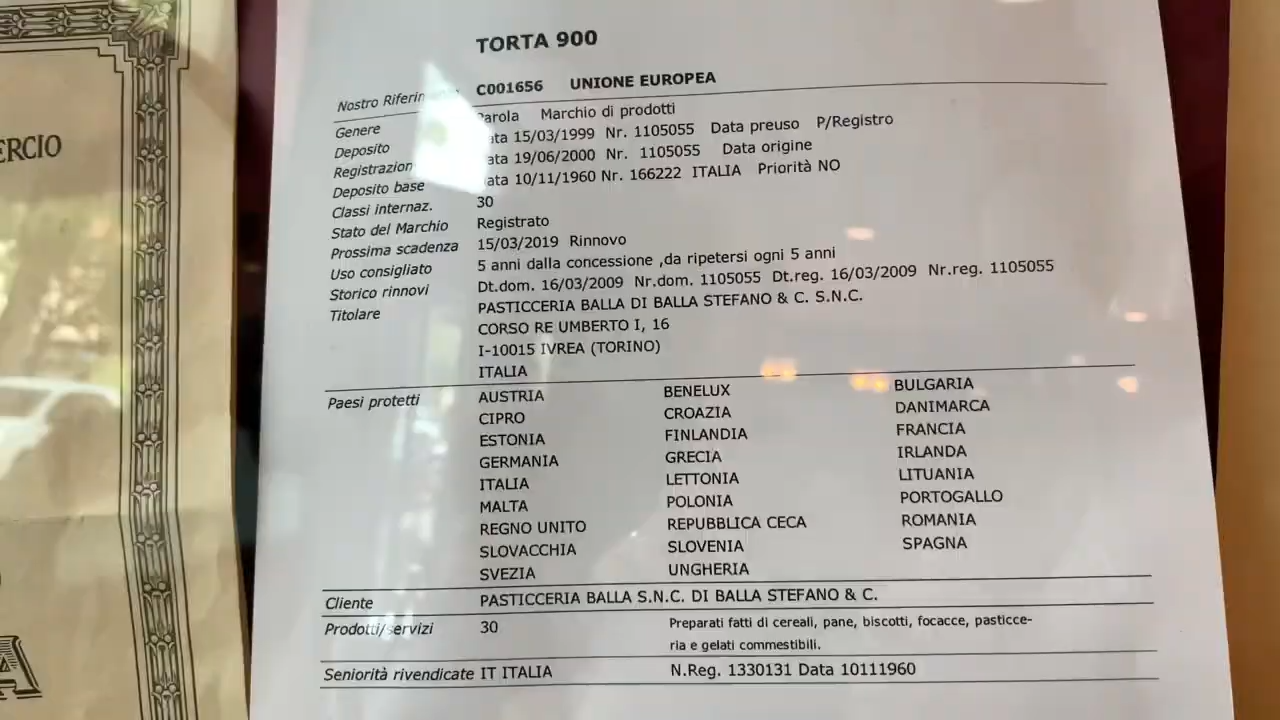 ERCIO
A
TORTA 900
Nostro C001656 UNIONE EUROPEA
Genere Parola Marchio di prodotti
Deposito Data 15/03/1999 Nr. 1105055 Data preuso P/Registro
Registrazion Data 19/06/2000 Nr. 1105055 Data origine
Deposito base Data 10/11/1960 Nr. 166222 ITALIA Priorità NO
Classi internaz. 30
Stato del Marchio Registrato
Prossima scadenza 15/03/2019 Rinnovo
Uso consigliato 5 anni dalla concessione ,da ripetersi ogni 5 anni
Storico rinnovi Dt.dom. 16/03/2009 Nr.dom. 1105055 Dt.reg. 16/03/2009 Nr.reg. 1105055
Titolare PASTICCERIA BALLA DI BALLA STEFANO & C. S.N.C.
CORSO RE UMBERTO I, 16
I-10015 IVREA (TORINO)
ITALIA
Paesi protetti AUSTRIA BENELUX BULGARIA
CIPRO CROAZIA DANIMARCA
ESTONIA FINLANDIA FRANCIA
GERMANIA GRECIA IRLANDA
ITALIA LETTONIA LITUANIA
MALTA POLONIA PORTOGALLO
REGNO UNITO REPUBBLICA CECA ROMANIA
SLOVACCHIA SLOVENIA SPAGNA
SVEZIA UNGHERIA
Cliente PASTICCERIA BALLA S.N.C. DI BALLA STEFANO & C.
Prodotti/servizi 30 Preparati fatti di cereali, pane, biscotti, focacce, pasticce-
ria e gelati commestibili.
Seniorità rivendicate IT ITALIA N.Reg. 1330131 Data 10111960